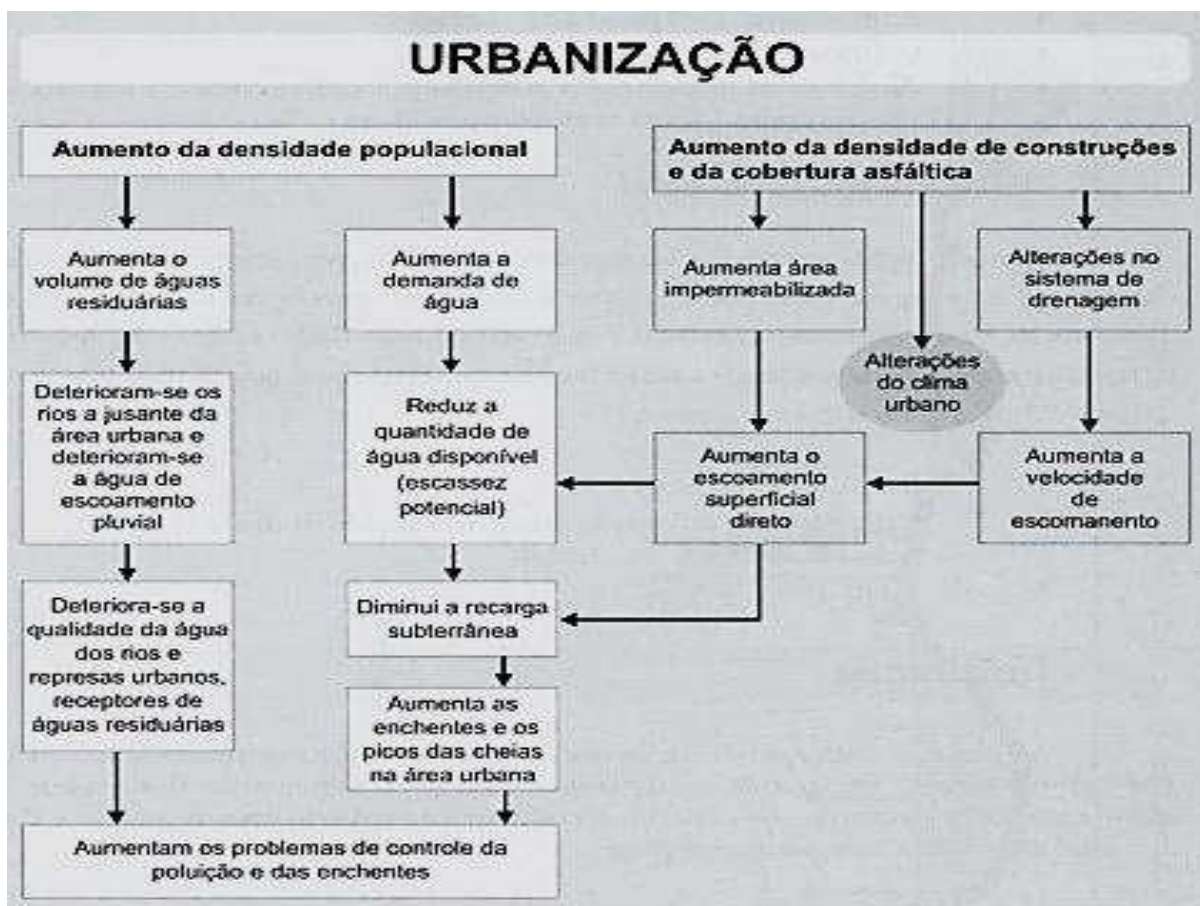 URBANIZAÇÃO
Aumento da densidade populacional
Aumento da densidade de construções
e da cobertura asfáltica
Aumenta o
volume de águas
residuárias
Aumenta a
demanda de
água
Aumenta área
impermeabilizada
Alterações no
sistema de
drenagem
Alterações
do clima
urbano
Deterioram-se os
rios a jusante da
área urbana e
deterioram-se
a água de
escoamento
pluvial
Reduz a
quantidade de
água disponível
(escassez
potencial)
Aumenta o
escoamento
superficial
direto
Aumenta a
velocidade
de
escomanento
Deteriora-se a
qualidade da água
dos rios e
represas urbanos,
receptores de
águas residuárias
Diminui a recarga
subterrânea
Aumenta as
enchentes e os
picos das cheias
na área urbana
Aumentam os problemas de controle da
poluição e das enchentes